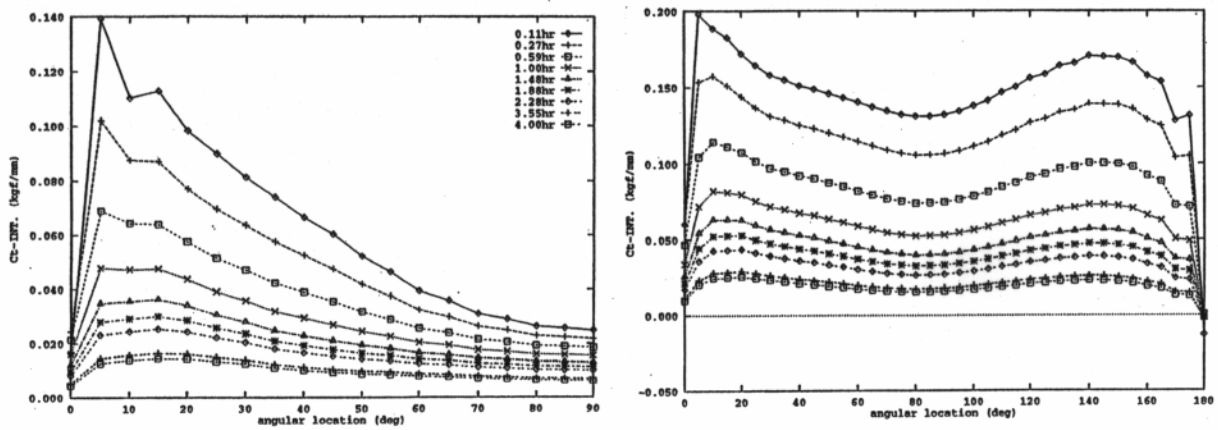 0.140
0.120
0.100
0.080
0.060
0.040
0.020
0.000
Ct-INT. (kgf/mm)
0.11hr
0.27hr
0.59hr
1.00hr
1.48hr
1.88hr
2.28hr
3.55hr
4.00hr
0 10 20 30 40 50 60 70 80 90
angular location (deg)
0.200
0.150
0.100
0.050
0.000
-0.050
Ct-INT. (kgf/mm)
0 20 40 60 80 100 120 140 160 180
angular location (deg)